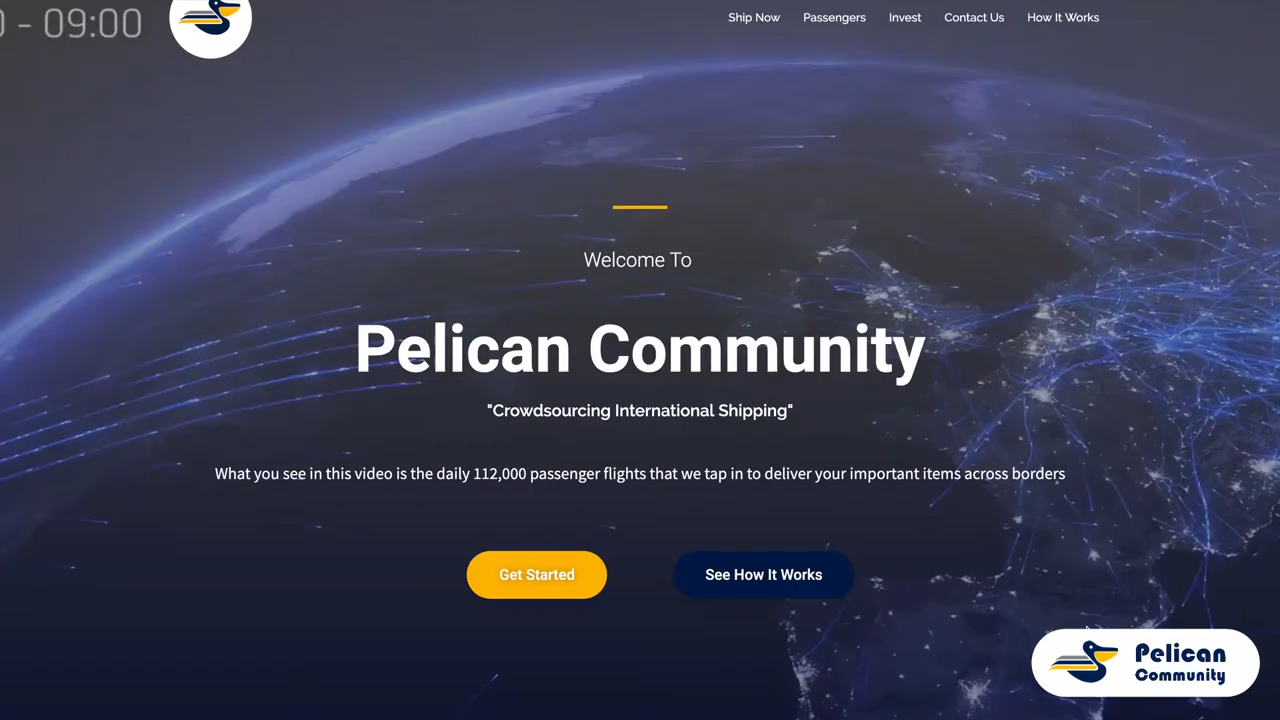 - 09:00
Ship Now
Passengers
Invest
Contact Us
How It Works
Welcome To
Pelican Community
"Crowdsourcing International Shipping"
What you see in this video is the daily 112,000 passenger flights that we tap in to deliver your important items across borders
Get Started
See How It Works
Pelican
Community